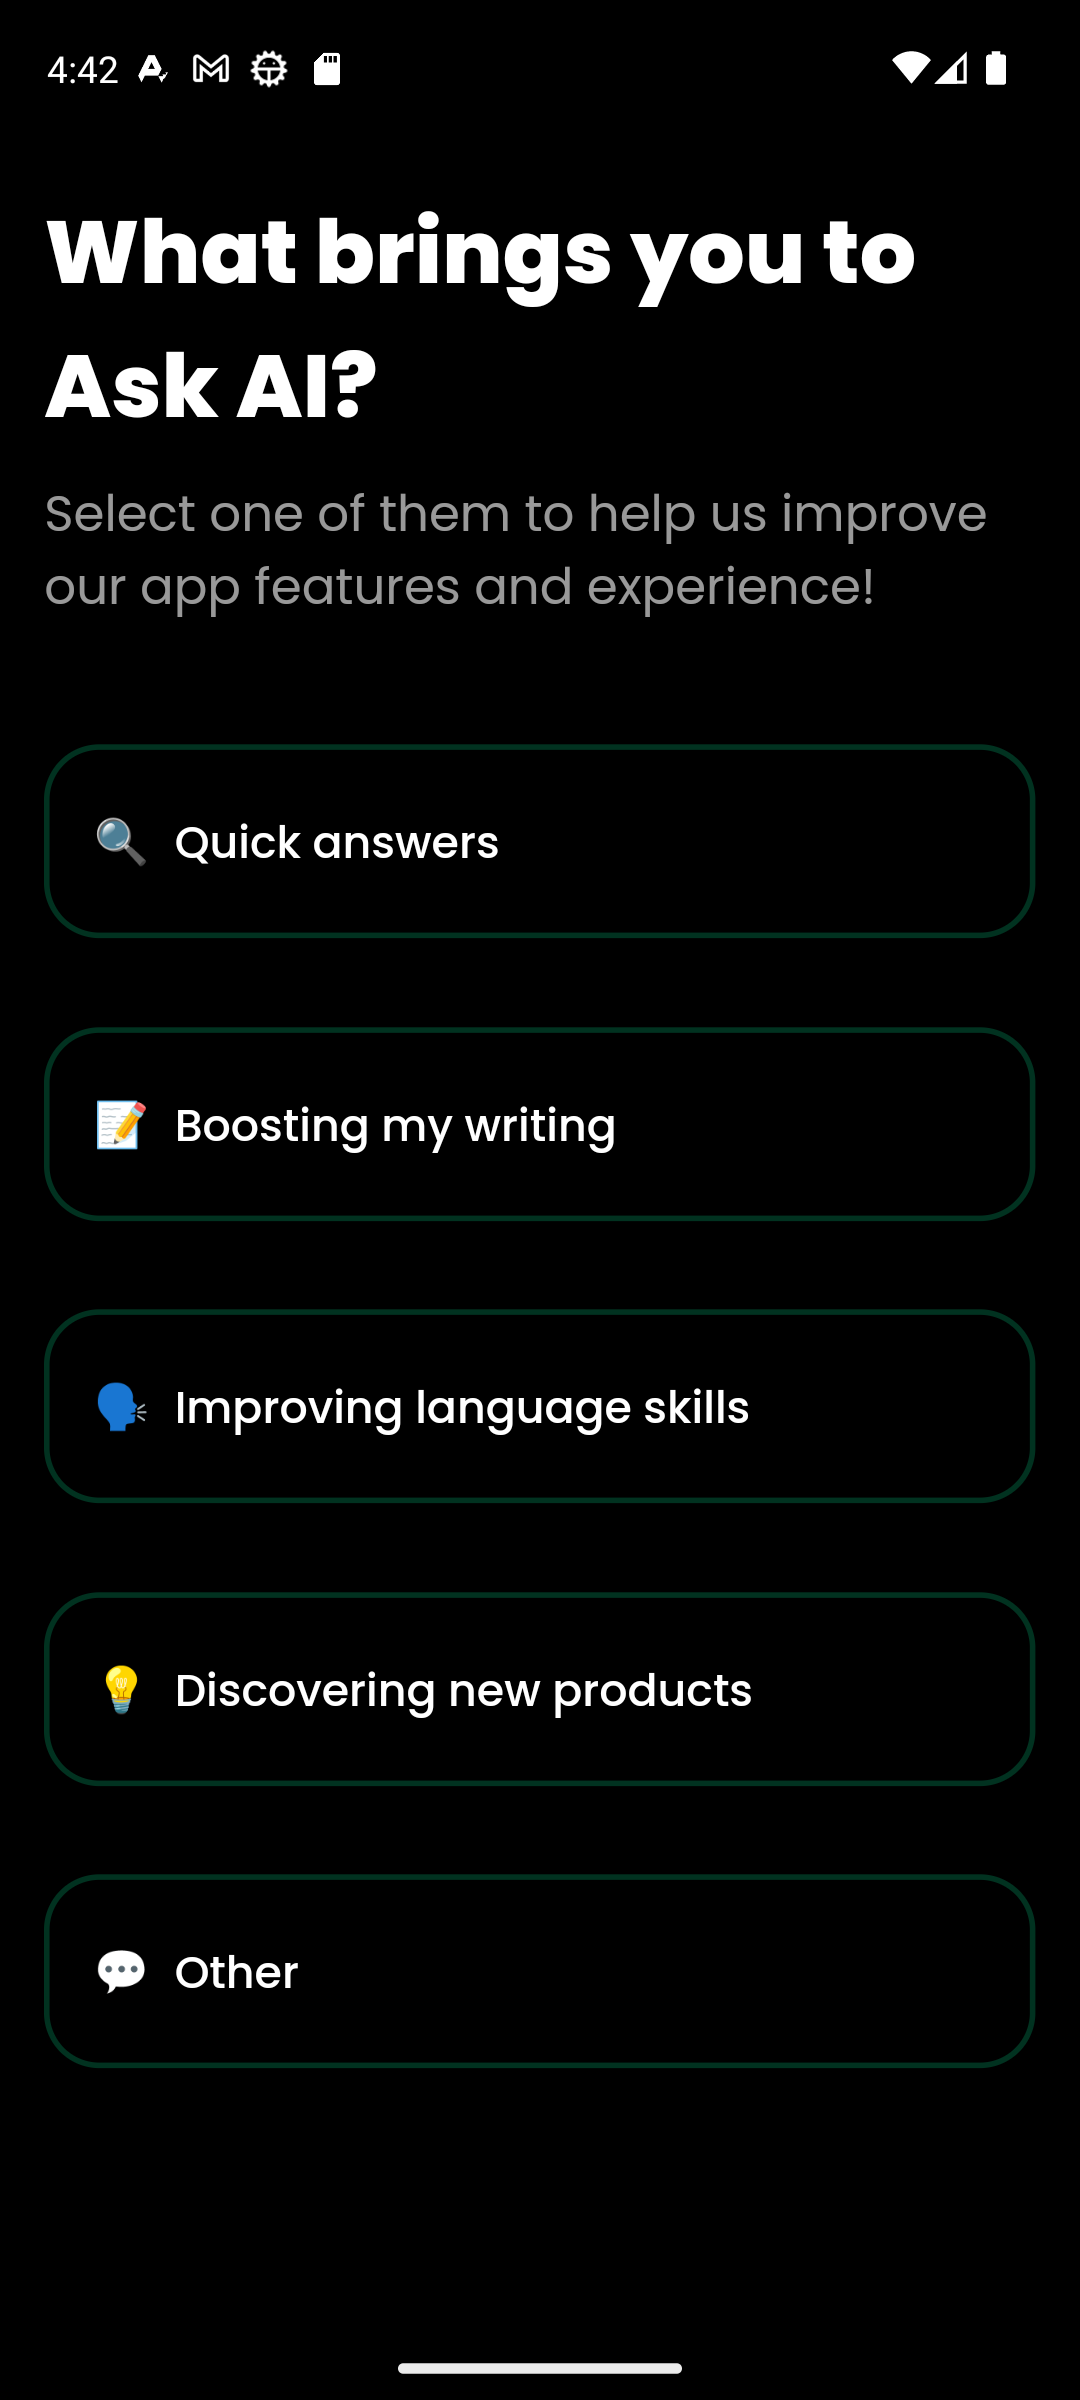 4:42
What brings you to
Ask AI?
Select one of them to help us improve
our app features and experience!
Quick answers
Boosting my writing
Improving language skills
Discovering new products
Other